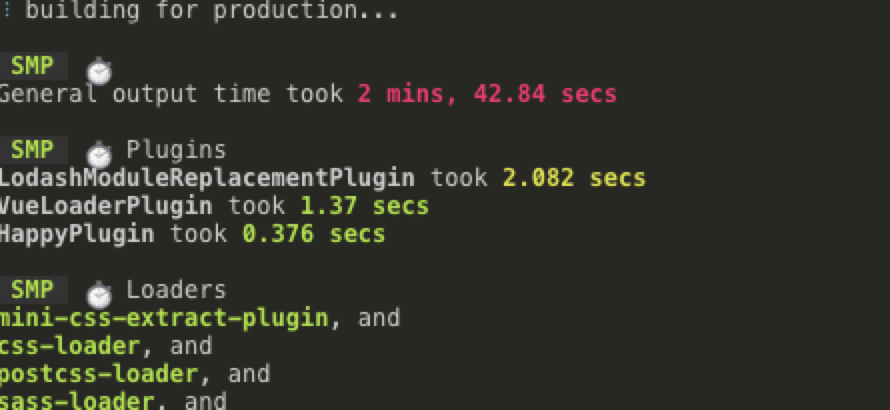 building for production...
SMP ⏱
General output time took 2 mins, 42.84 secs
SMP ⏱ Plugins
LodashModuleReplacementPlugin took 2.082 secs
VueLoaderPlugin took 1.37 secs
HappyPlugin took 0.376 secs
SMP ⏱ Loaders
mini-css-extract-plugin, and
css-loader, and
postcss-loader, and
sass-loader, and